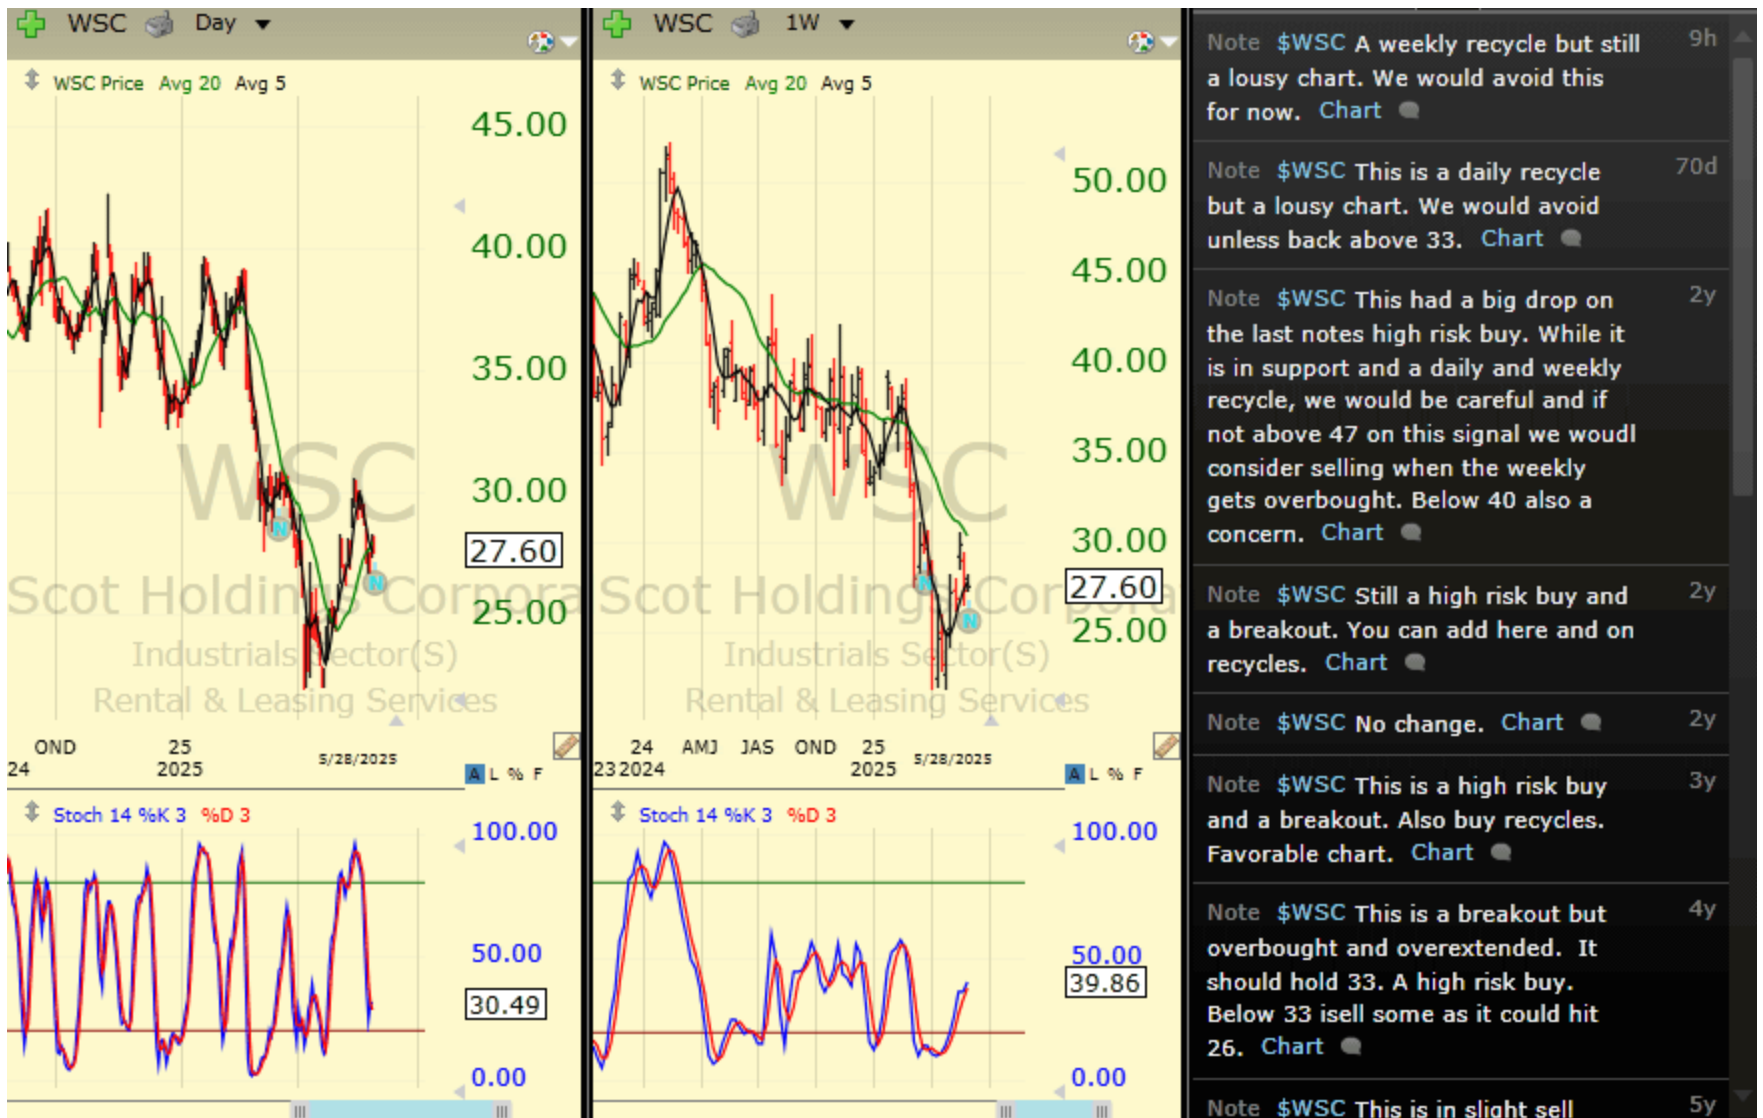 WSC Day
WSC Price Avg 20 Avg 5
45.00
40.00
35.00
30.00
27.60
25.00
WSC
Scot Holdings Corpora
Industrials Sector(S)
Rental & Leasing Services
N
N
OND 25
24 2025 5/28/2025
A L % F
Stoch 14 %K 3 %D 3
100.00
50.00
30.49
0.00
WSC 1W
WSC Price Avg 20 Avg 5
50.00
45.00
40.00
35.00
30.00
27.60
25.00
WSC
Scot Holdings Corpora
Industrials Sector(S)
Rental & Leasing Services
N
N
24 AMJ JAS OND 25
23 2024 2025 5/28/2025
A L % F
Stoch 14 %K 3 %D 3
100.00
50.00
39.86
0.00
Note $WSC A weekly recycle but still 9h
a lousy chart. We would avoid this
for now. Chart
Note $WSC This is a daily recycle 70d
but a lousy chart. We would avoid
unless back above 33. Chart
Note $WSC This had a big drop on 2y
the last notes high risk buy. While it
is in support and a daily and weekly
recycle, we would be careful and if
not above 47 on this signal we woudl
consider selling when the weekly
gets overbought. Below 40 also a
concern. Chart
Note $WSC Still a high risk buy and 2y
a breakout. You can add here and on
recycles. Chart
Note $WSC No change. Chart 2y
Note $WSC This is a high risk buy 3y
and a breakout. Also buy recycles.
Favorable chart. Chart
Note $WSC This is a breakout but 4y
overbought and overextended. It
should hold 33. A high risk buy.
Below 33 isell some as it could hit
26. Chart
Note $WSC This is in slight sell 5y